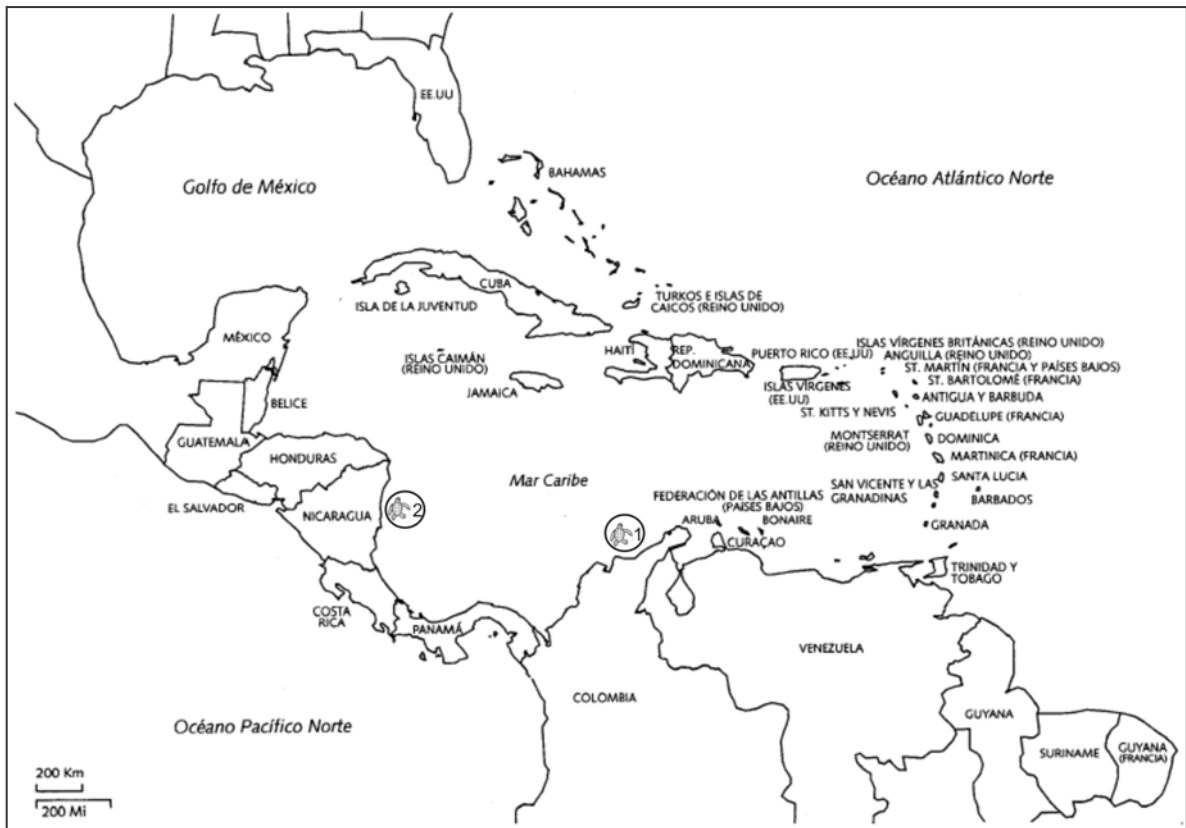 EE.UU
Golfo de México
BAHAMAS
Océano Atlántico Norte
CUBA
ISLA DE LA JUVENTUD
TURKOS E ISLAS DE
CAICOS (REINO UNIDO)
MÉXICO
ISLAS CAIMÁN
(REINO UNIDO)
JAMAICA
HAITÍ
REP.
DOMINICANA
PUERTO RICO (EE.UU)
ISLAS VÍRGENES BRITÁNICAS (REINO UNIDO)
ANGUILLA (REINO UNIDO)
ST. MARTÍN (FRANCIA Y PAÍSES BAJOS)
ST. BARTOLOMÉ (FRANCIA)
ISLAS VÍRGENES
(EE.UU)
ANTIGUA Y BARBUDA
ST. KITTS Y NEVIS
GUADELUPE (FRANCIA)
BELICE
GUATEMALA
MONTSERRAT
(REINO UNIDO)
DOMINICA
HONDURAS
MARTINICA (FRANCIA)
Mar Caribe
SANTA LUCIA
SAN VICENTE Y LAS
GRANADINAS
BARBADOS
FEDERACIÓN DE LAS ANTILLAS
(PAÍSES BAJOS)
EL SALVADOR
NICARAGUA
2
1
ARUBA
BONAIRE
GRANADA
CURAÇAO
TRINIDAD Y
TOBAGO
COSTA
RICA
PANAMÁ
VENEZUELA
COLOMBIA
GUYANA
Océano Pacífico Norte
SURINAME
GUYANA
(FRANCIA)
200 Km
200 Mi